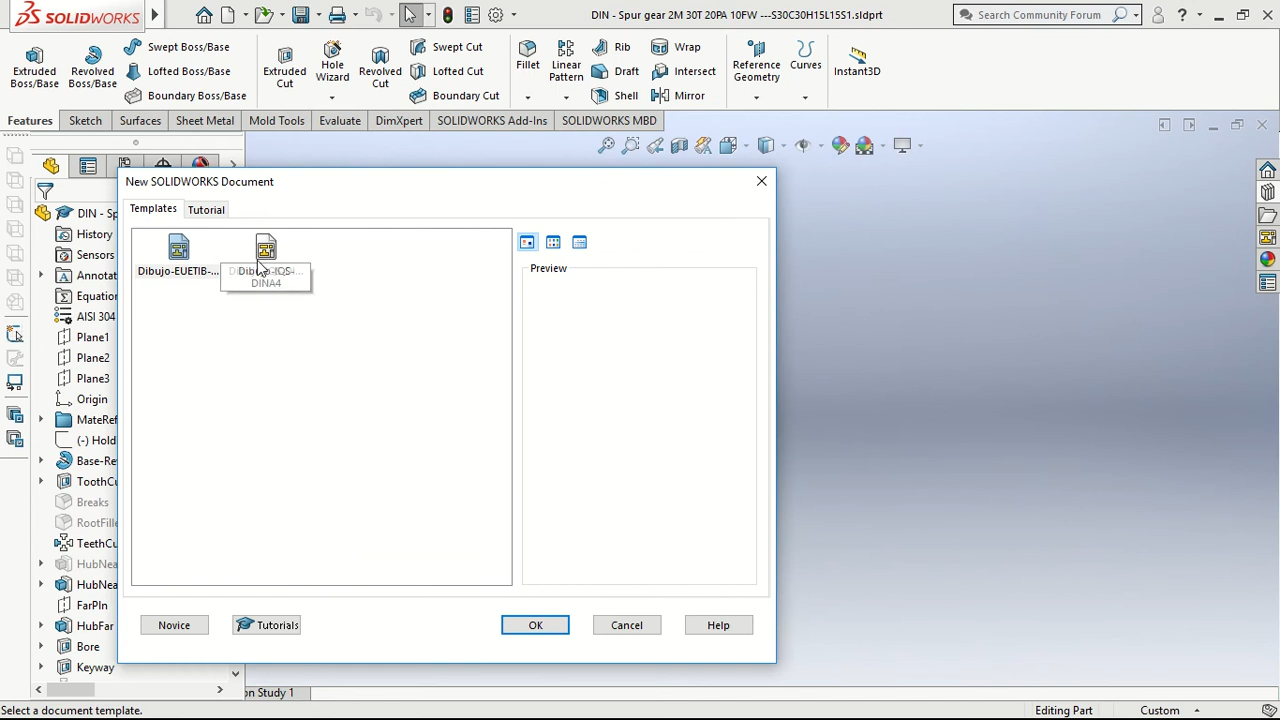 SOLIDWORKS
DIN - Spur gear 2M 30T 20PA 10FW ---S30C30H15L15S1.sldprt
Search Community Forum
?
Extruded Boss/Base
Revolved Boss/Base
Swept Boss/Base
Lofted Boss/Base
Boundary Boss/Base
Extruded Cut
Hole Wizard
Revolved Cut
Swept Cut
Lofted Cut
Boundary Cut
Fillet
Linear Pattern
Rib
Draft
Shell
Wrap
Intersect
Mirror
Reference Geometry
Curves
Instant3D
Features
Sketch
Surfaces
Sheet Metal
Mold Tools
Evaluate
DimXpert
SOLIDWORKS Add-Ins
SOLIDWORKS MBD
DIN - Sp
History
Sensors
Annotat
Equation
AISI 304
Plane1
Plane2
Plane3
Origin
MateRef
(-) Hold
Base-Rev
ToothCu
Breaks
RootFille
TeethCu
HubNea
HubNea
FarPln
HubFar
Bore
Keyway
New SOLIDWORKS Document
Templates
Tutorial
Dibujo-EUETIB-...
DINA4
Preview
Novice
Tutorials
OK
Cancel
Help
on Study 1
Select a document template.
Editing Part
Custom